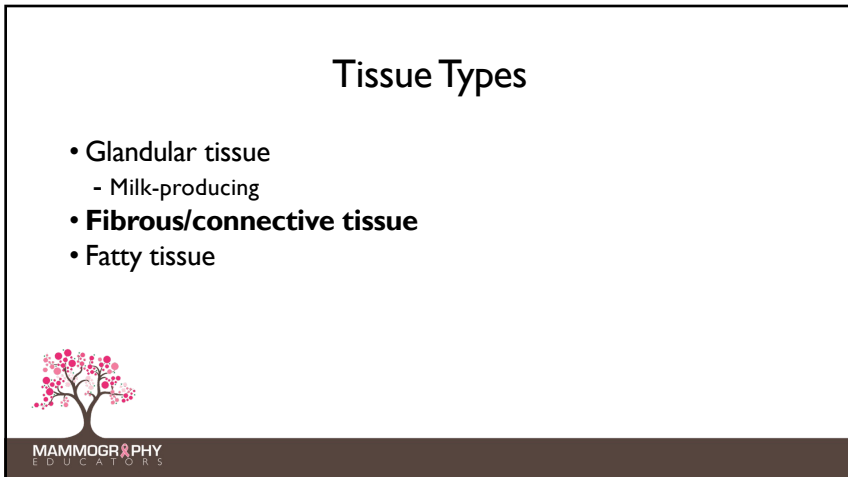 Tissue Types
• Glandular tissue
- Milk-producing
• Fibrous/connective tissue
• Fatty tissue
MAMMOGRAPHY
EDUCATORS